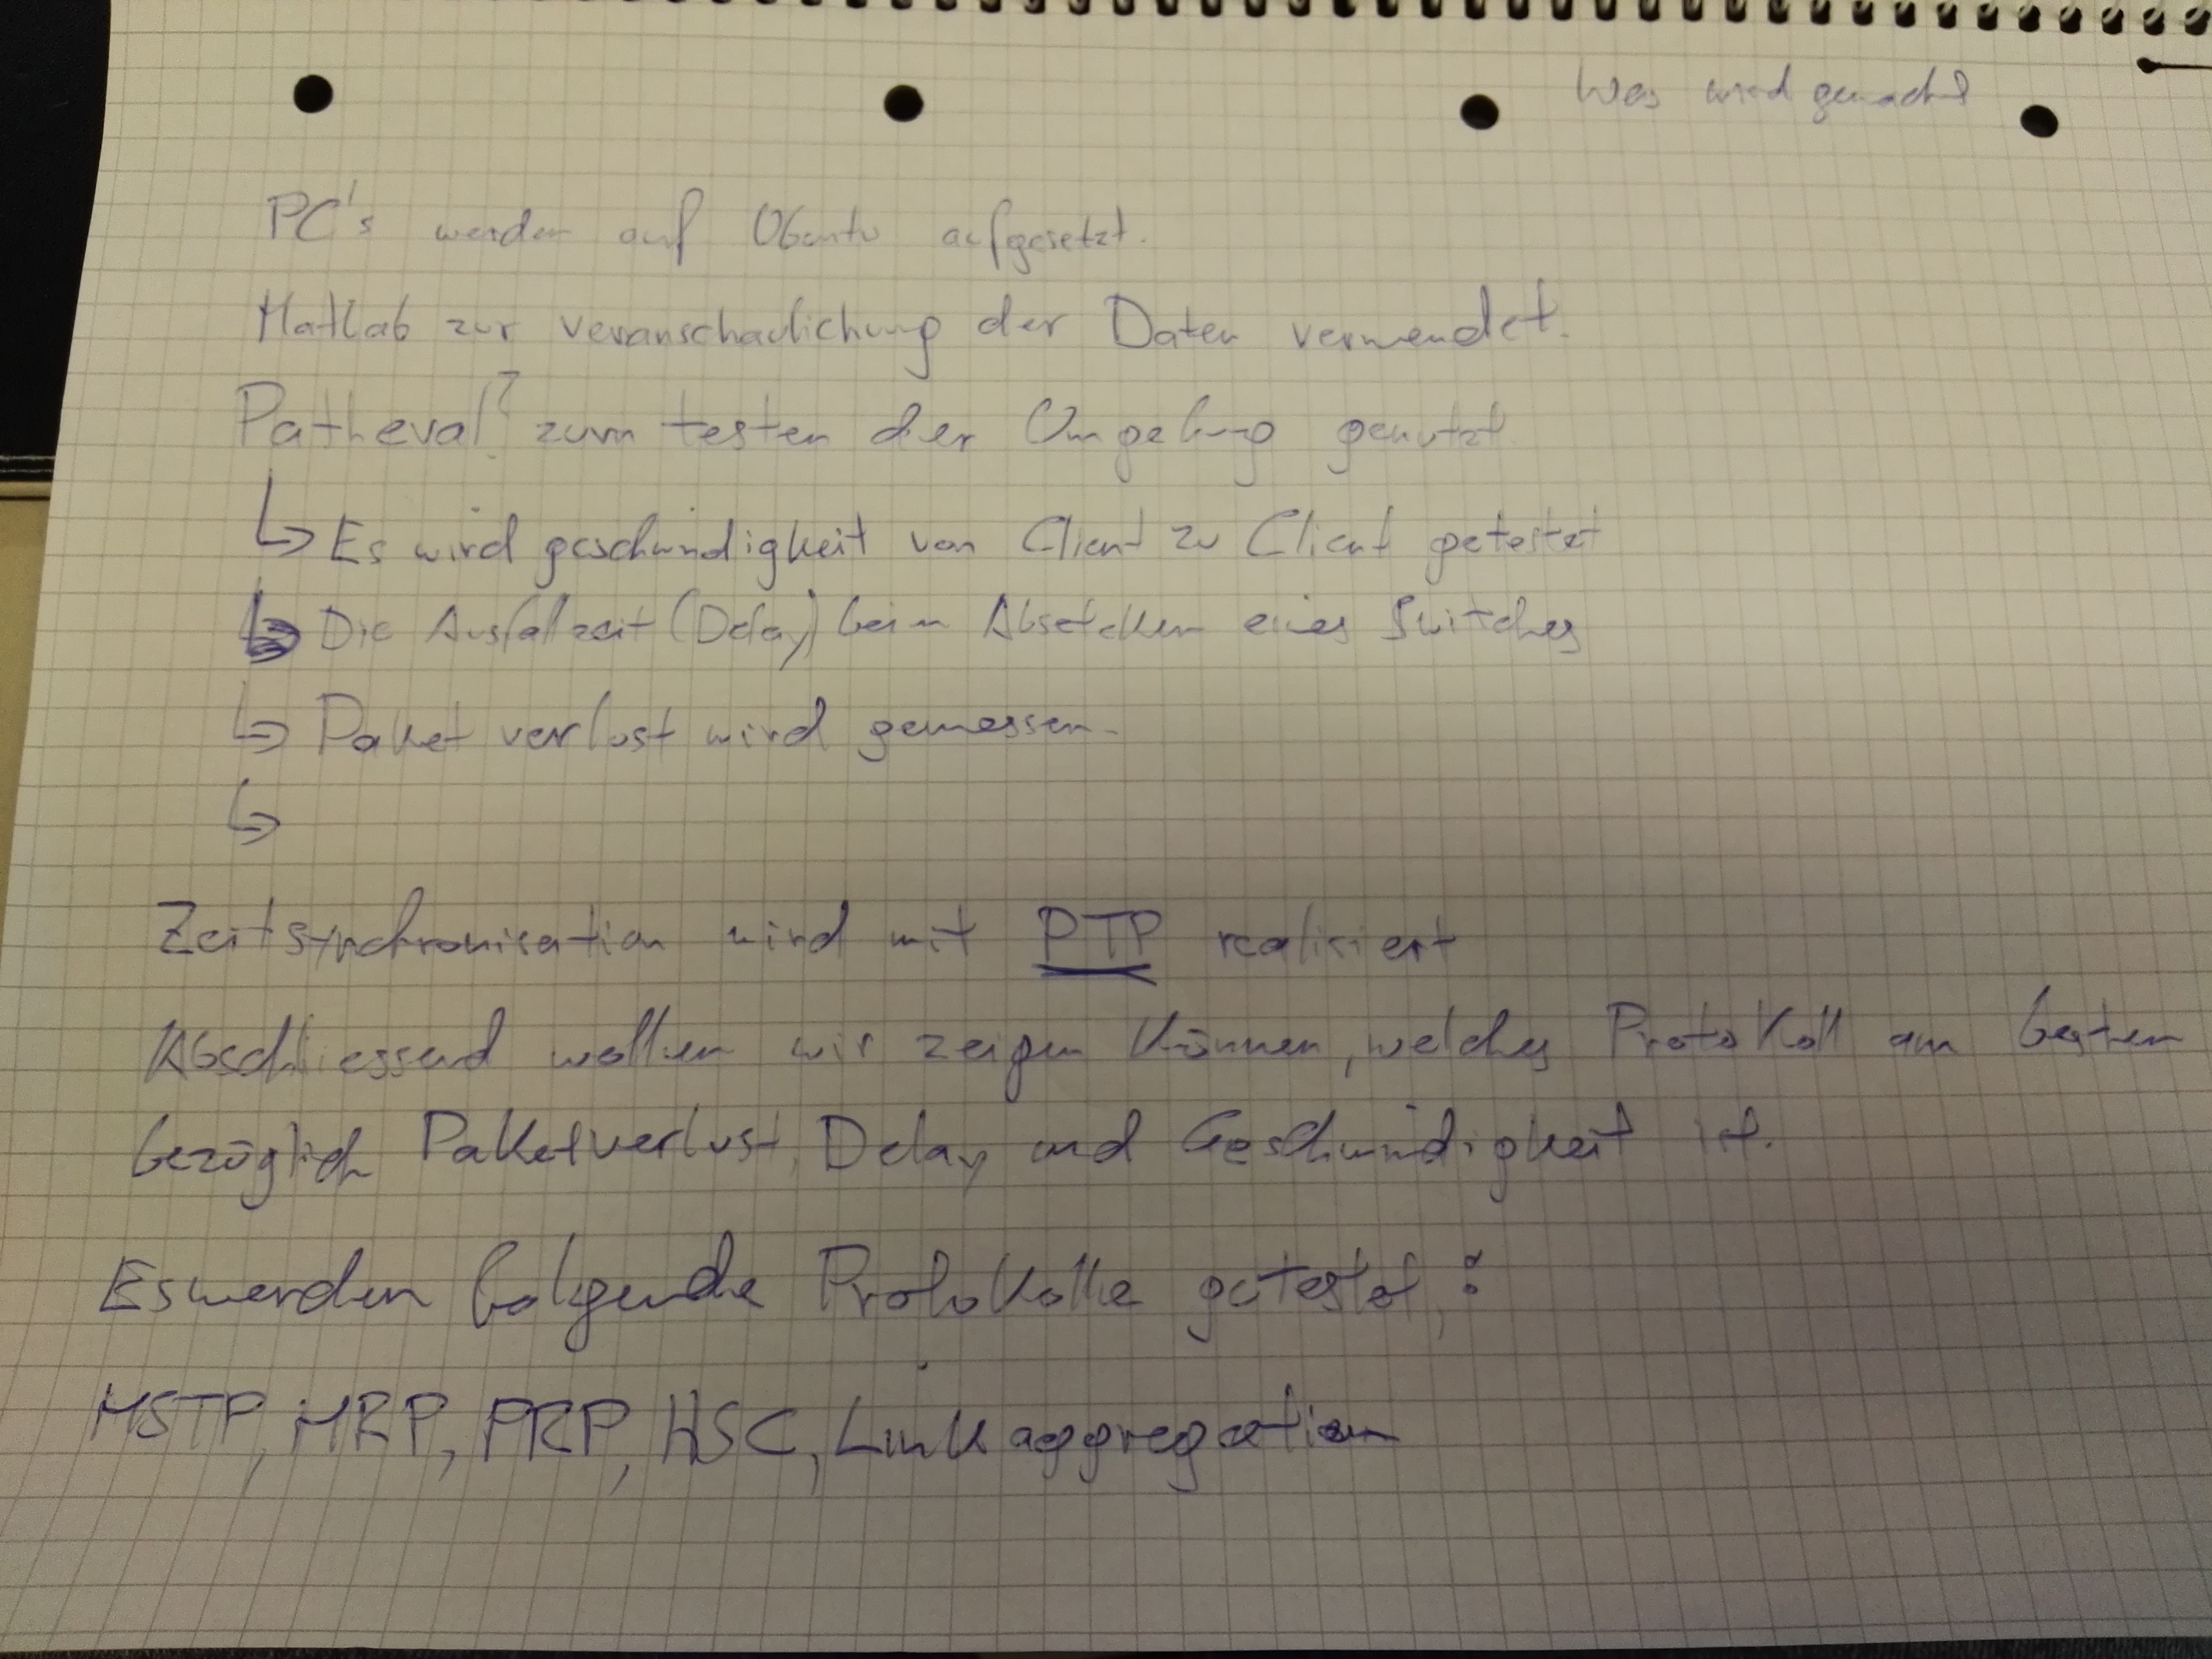 Was wird gemacht
PC's werden auf Ubuntu aufgesetzt.
Matlab zur veranschaulichung der Daten verwendet.
Patheval? zum testen der Umgebung genutzt
↳ Es wird geschwindigkeit von Client zu Client getestet
↳ Die Ausfallzeit (Delay) beim eines Switches
↳ Paket verlust wird gemessen.
↳
Zeitsynchronisation wird mit PTP realisiert
Abschliessend wollen wir zeigen können, welches Protokoll am besten
bezüglich Paketverlust, Delay und Geschwindigkeit ist.
Es werden folgende Protokolle getestet:
MSTP, MRP, PRP, HSC, Linkaggregation